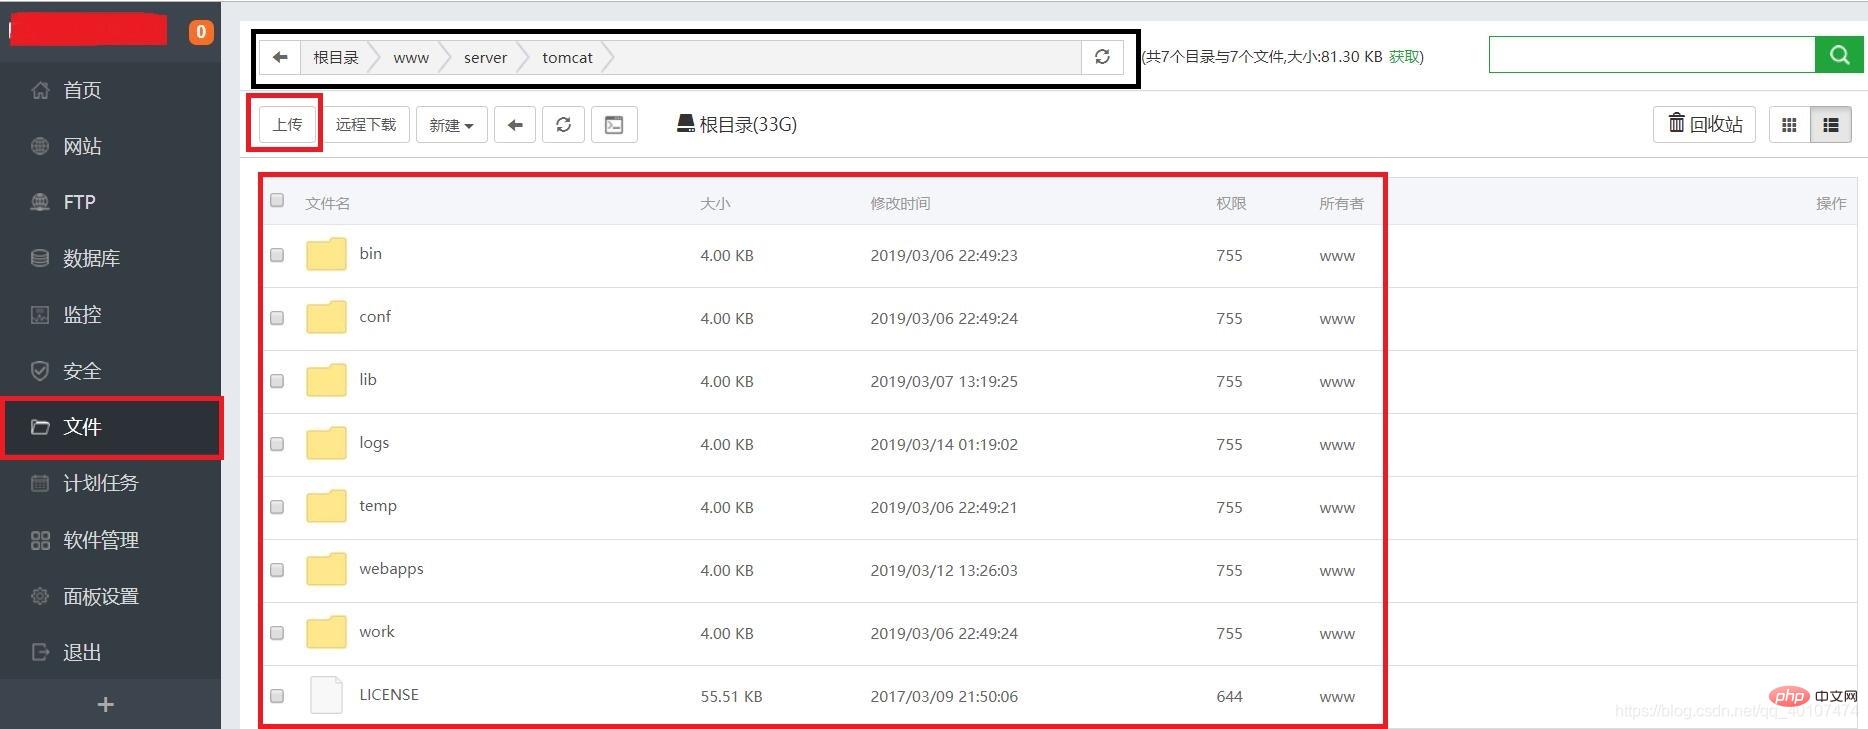 0
首页
网站
FTP
数据库
监控
安全
文件
计划任务
软件管理
面板设置
退出
+
根目录 www server tomcat (共7个目录与7个文件,大小:81.30 KB 获取)
上传 远程下载 新建 根目录(33G) 回收站
文件名 大小 修改时间 权限 所有者 操作
bin 4.00 KB 2019/03/06 22:49:23 755 www
conf 4.00 KB 2019/03/06 22:49:24 755 www
lib 4.00 KB 2019/03/07 13:19:25 755 www
logs 4.00 KB 2019/03/14 01:19:02 755 www
temp 4.00 KB 2019/03/06 22:49:21 755 www
webapps 4.00 KB 2019/03/12 13:26:03 755 www
work 4.00 KB 2019/03/06 22:49:24 755 www
LICENSE 55.51 KB 2017/03/09 21:50:06 644 www
php 中文网
https://blog.csdn.net/qq_40107474